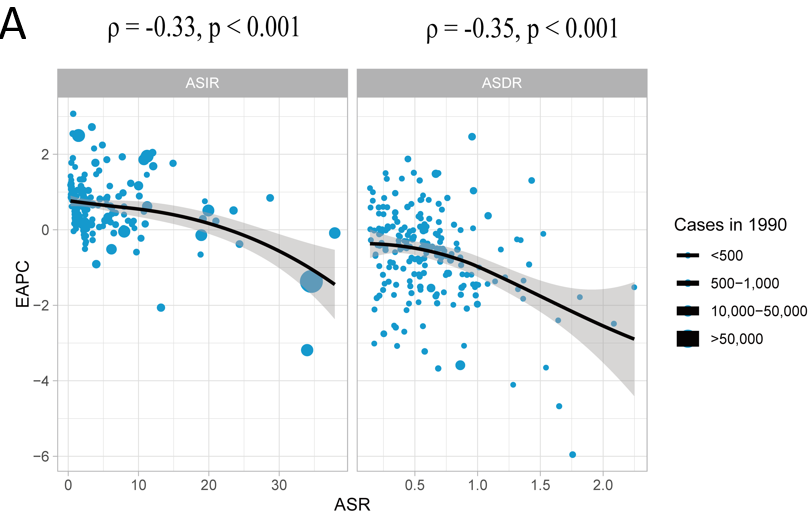 A
ρ = -0.33, p < 0.001
ρ = -0.35, p < 0.001
ASIR
ASDR
EAPC
2
0
−2
−4
−6
0
10
20
30
0.5
1.0
1.5
2.0
ASR
Cases in 1990
<500
500−1,000
10,000−50,000
>50,000